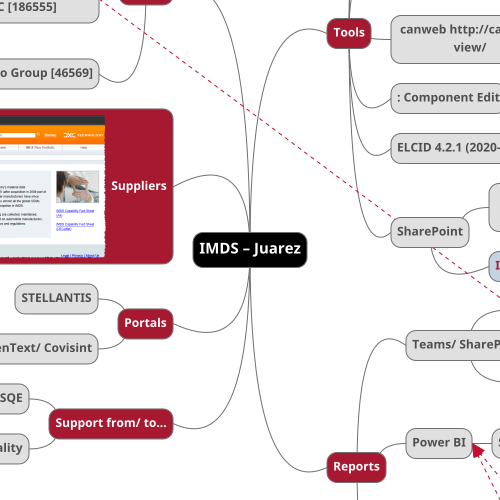 C [186555]
o Group [46569]
Suppliers
STELLANTIS
Portals
enText/ Covisint
SQE
Support from/ to...
ality
IMDS – Juarez
Tools
canweb http://ca
view/
: Component Edit
ELCID 4.2.1 (2020-
SharePoint
I
Teams/ ShareP
Power BI
S
Reports